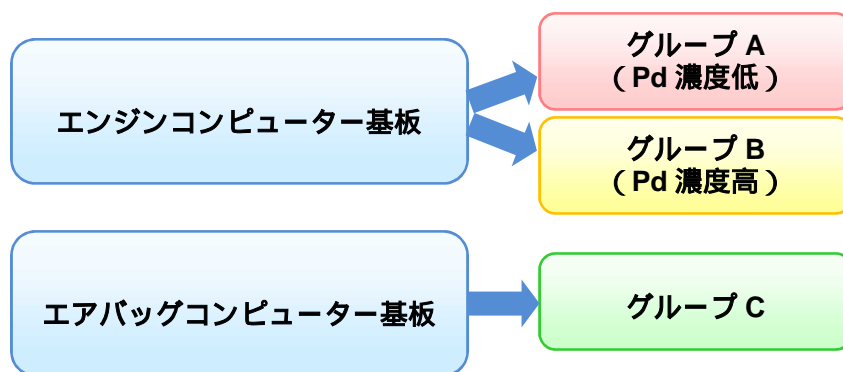 エンジンコンピューター基板
グループ A
（Pd 濃度低）
グループ B
（Pd 濃度高）
エアバッグコンピューター基板
グループ C